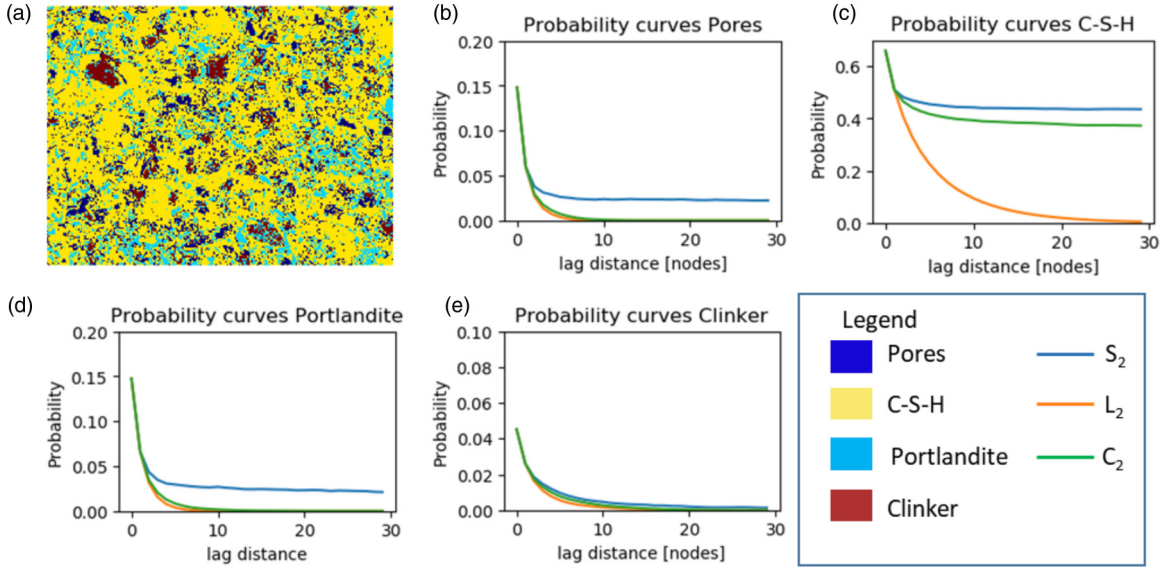 (a)
(b)
Probability curves Pores
0.20
0.15
0.10
0.05
0.00
Probability
0
10
20
30
lag distance [nodes]
(c)
Probability curves C-S-H
0.6
0.4
0.2
0.0
Probability
0
10
20
30
lag distance [nodes]
(d)
Probability curves Portlandite
0.20
0.15
0.10
0.05
0.00
Probability
0
10
20
30
lag distance
(e)
Probability curves Clinker
0.10
0.08
0.06
0.04
0.02
0.00
Probability
0
10
20
30
lag distance [nodes]
Legend
Pores
S2
C-S-H
L2
Portlandite
C2
Clinker